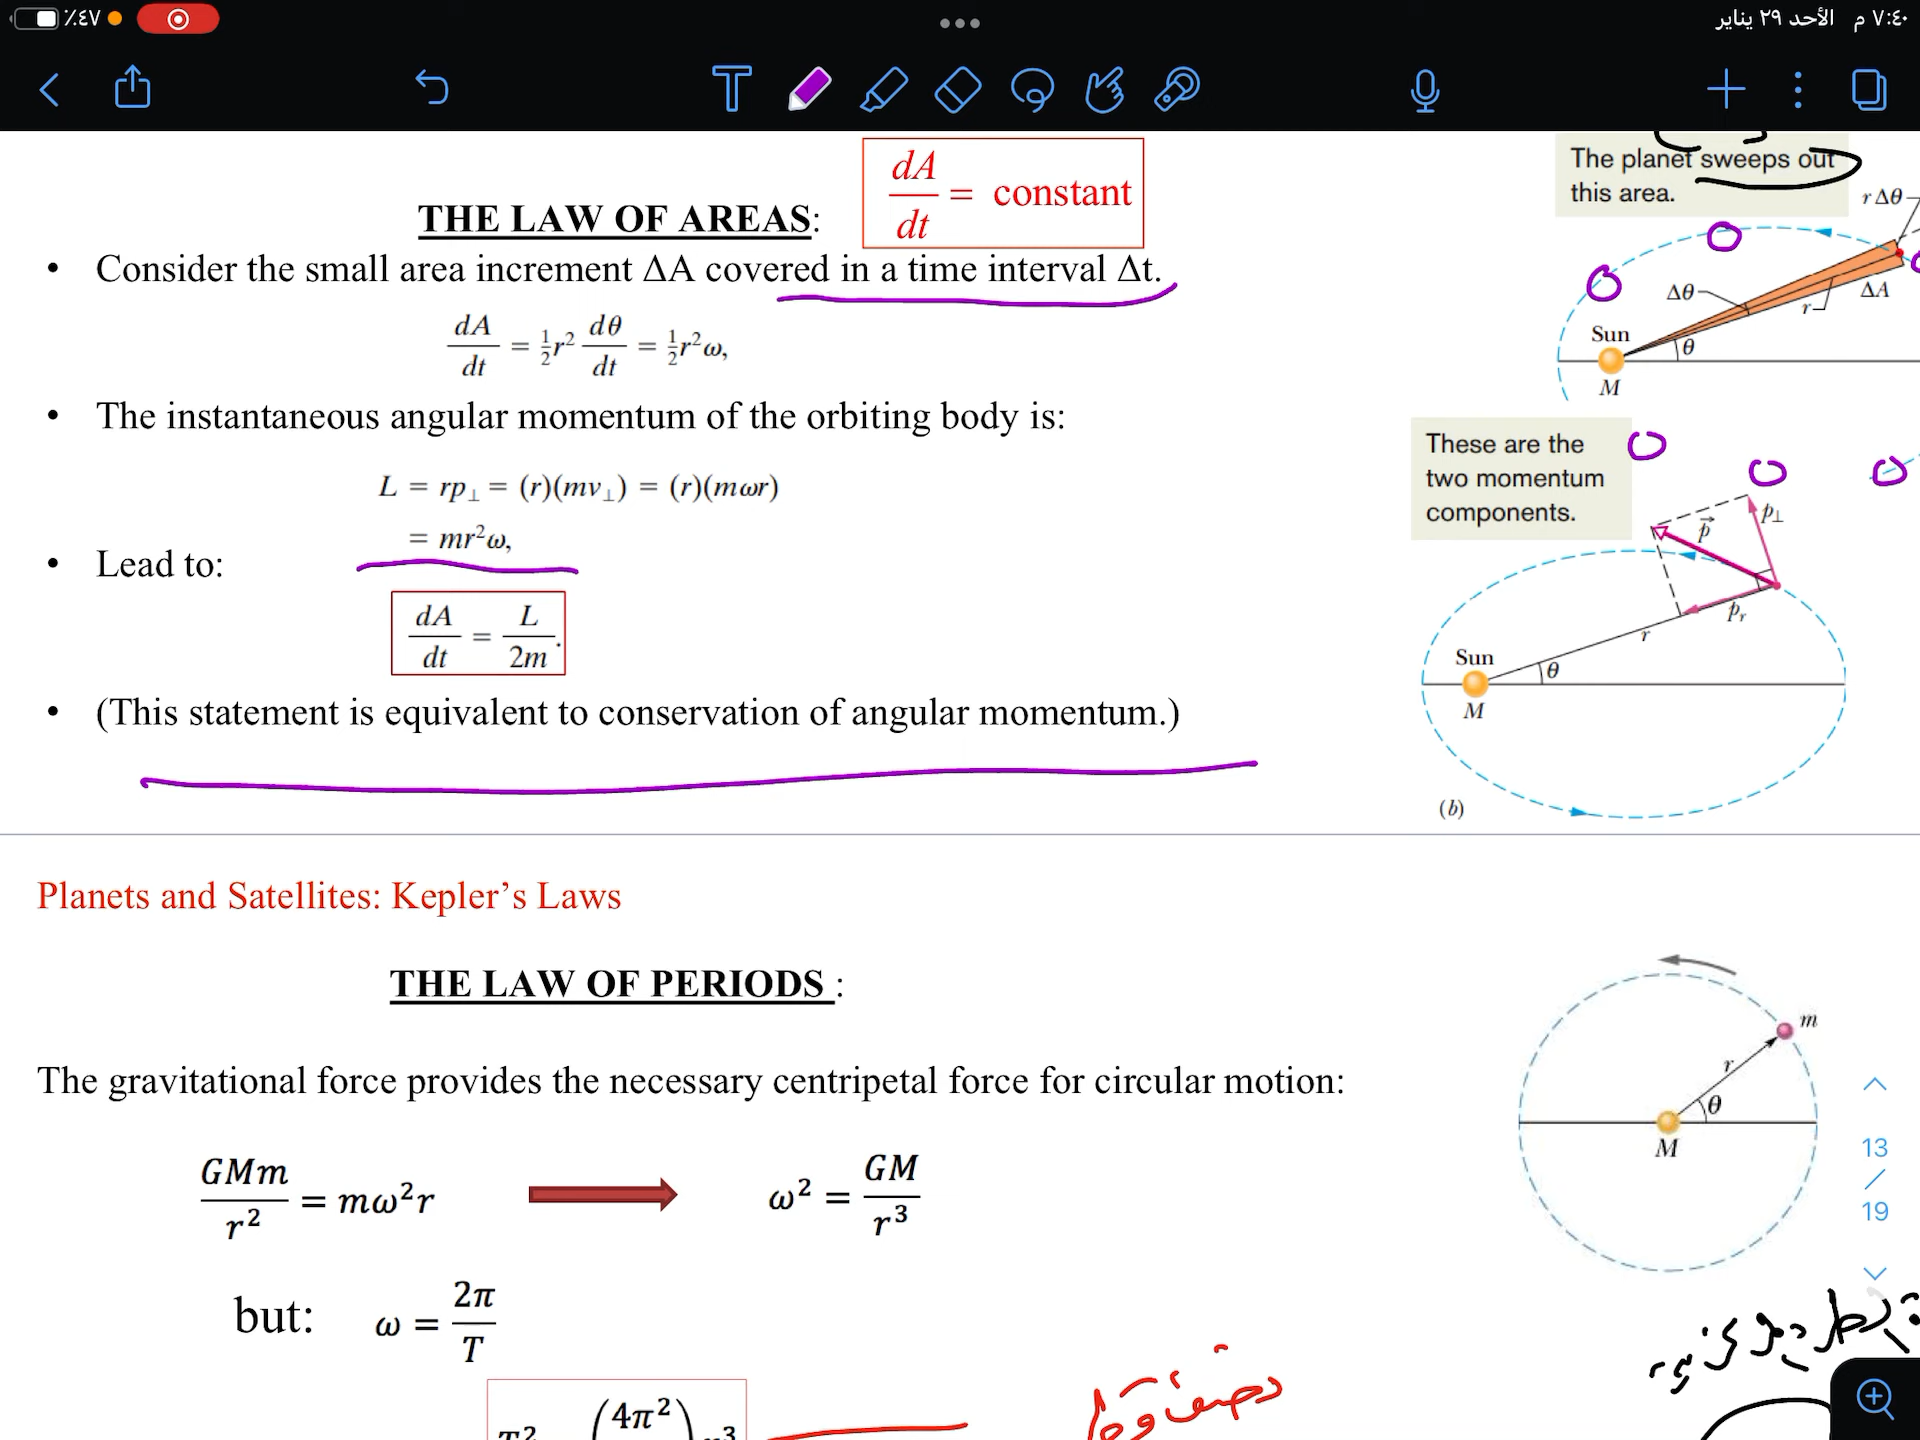 ٪٤٧
٧:٤٠ م الأحد ٢٩ يناير
THE LAW OF AREAS:
dA/dt = constant
• Consider the small area increment ΔA covered in a time interval Δt.
dA/dt = ½r² dθ/dt = ½r²ω,
• The instantaneous angular momentum of the orbiting body is:
L = rp⊥ = (r)(mv⊥) = (r)(mωr)
= mr²ω,
• Lead to:
dA/dt = L/2m.
• (This statement is equivalent to conservation of angular momentum.)
The planet sweeps out
this area.
r Δθ
Δθ
r
ΔA
Sun
θ
M
These are the
two momentum
components.
p⃗
p⊥
pᵣ
r
Sun
θ
M
(b)
Planets and Satellites: Kepler’s Laws
THE LAW OF PERIODS :
The gravitational force provides the necessary centripetal force for circular motion:
GMm/r² = mω²r
ω² = GM/r³
but: ω = 2π/T
T² (4π²
m
r
θ
M
13
/
19